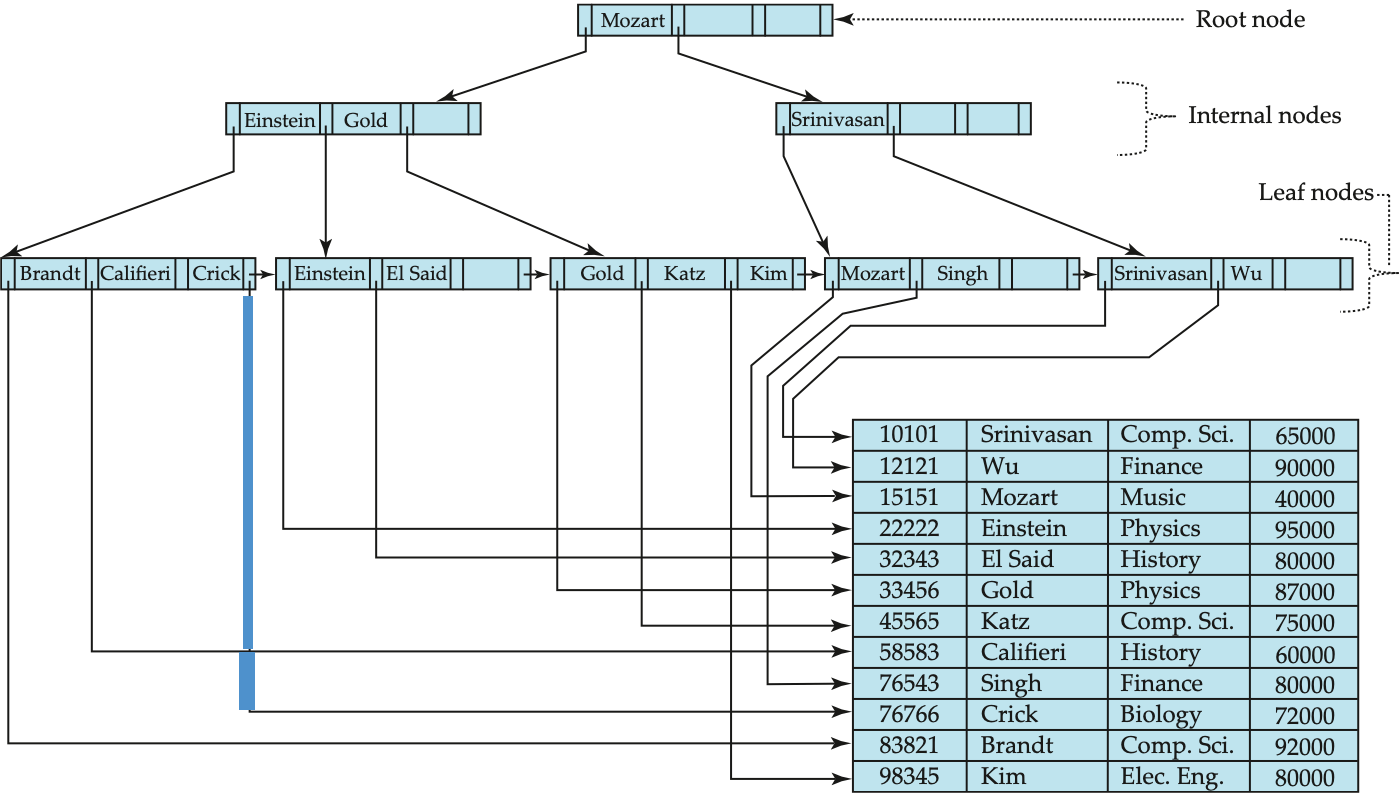 Mozart
Root node
Einstein Gold
Srinivasan
Internal nodes
Leaf nodes
Brandt Califieri Crick
Einstein El Said
Gold Katz Kim
Mozart Singh
Srinivasan Wu
10101 Srinivasan Comp. Sci. 65000
12121 Wu Finance 90000
15151 Mozart Music 40000
22222 Einstein Physics 95000
32343 El Said History 80000
33456 Gold Physics 87000
45565 Katz Comp. Sci. 75000
58583 Califieri History 60000
76543 Singh Finance 80000
76766 Crick Biology 72000
83821 Brandt Comp. Sci. 92000
98345 Kim Elec. Eng. 80000